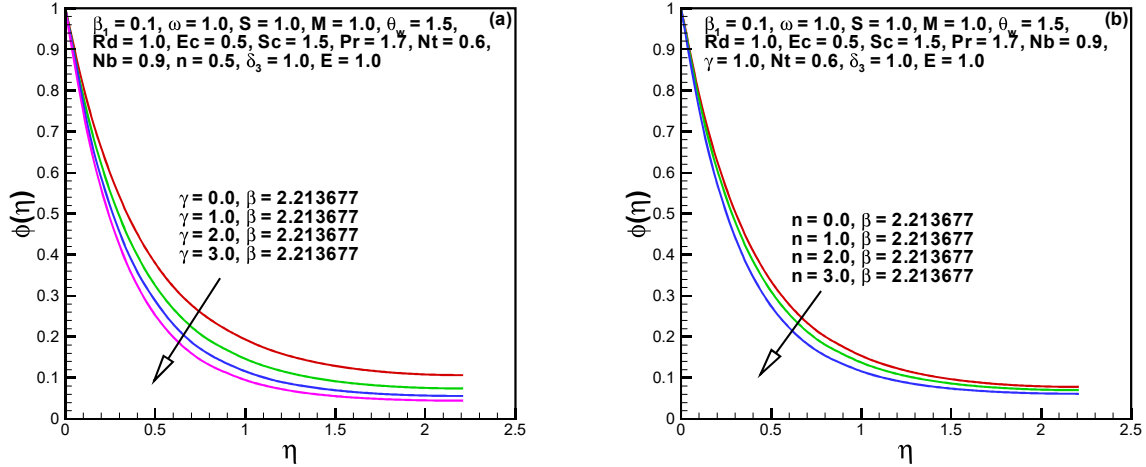 (a)
β1 = 0.1, ω = 1.0, S = 1.0, M = 1.0, θw = 1.5,
Rd = 1.0, Ec = 0.5, Sc = 1.5, Pr = 1.7, Nt = 0.6,
Nb = 0.9, n = 0.5, δ3 = 1.0, E = 1.0
γ = 0.0, β = 2.213677
γ = 1.0, β = 2.213677
γ = 2.0, β = 2.213677
γ = 3.0, β = 2.213677
ϕ(η)
1
0.9
0.8
0.7
0.6
0.5
0.4
0.3
0.2
0.1
0
0 0.5 1 1.5 2 2.5
η
(b)
β1 = 0.1, ω = 1.0, S = 1.0, M = 1.0, θw = 1.5,
Rd = 1.0, Ec = 0.5, Sc = 1.5, Pr = 1.7, Nb = 0.9,
γ = 1.0, Nt = 0.6, δ3 = 1.0, E = 1.0
n = 0.0, β = 2.213677
n = 1.0, β = 2.213677
n = 2.0, β = 2.213677
n = 3.0, β = 2.213677
ϕ(η)
1
0.9
0.8
0.7
0.6
0.5
0.4
0.3
0.2
0.1
0
0 0.5 1 1.5 2 2.5
η